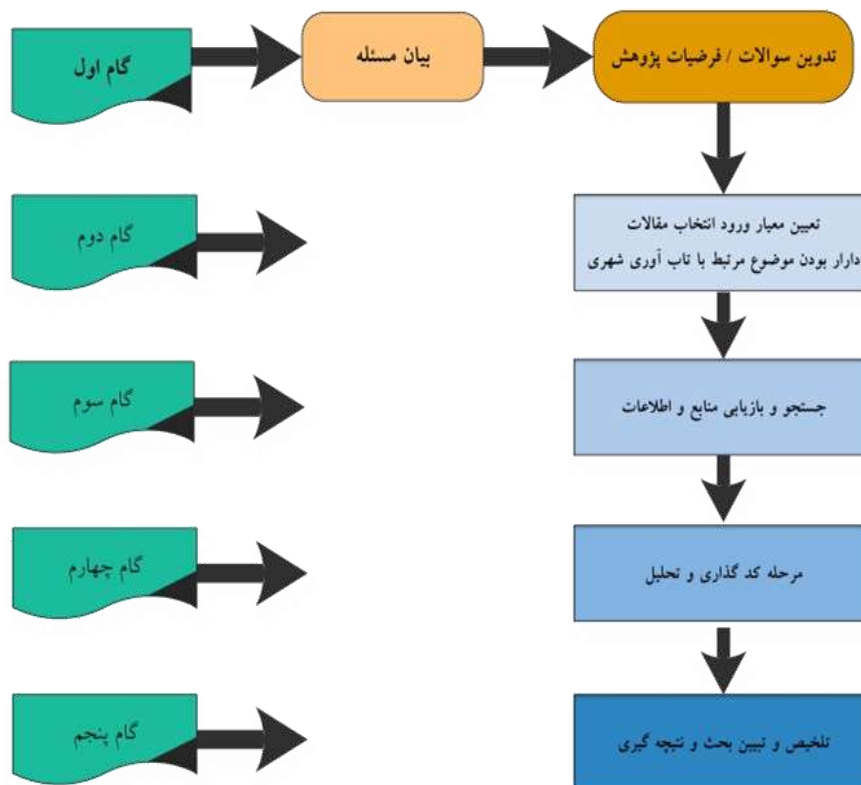 گام اول
بیان مسئله
تدوین سوالات / فرضیات پژوهش
گام دوم
تعیین معیار ورود انتخاب مقالات
دارار بودن موضوع مرتبط با تاب آوری شهری
گام سوم
جستجو و بازیابی منابع و اطلاعات
گام چهارم
مرحله کد گذاری و تحلیل
گام پنجم
تلخیص و تبیین بحث و نتیجه گیری